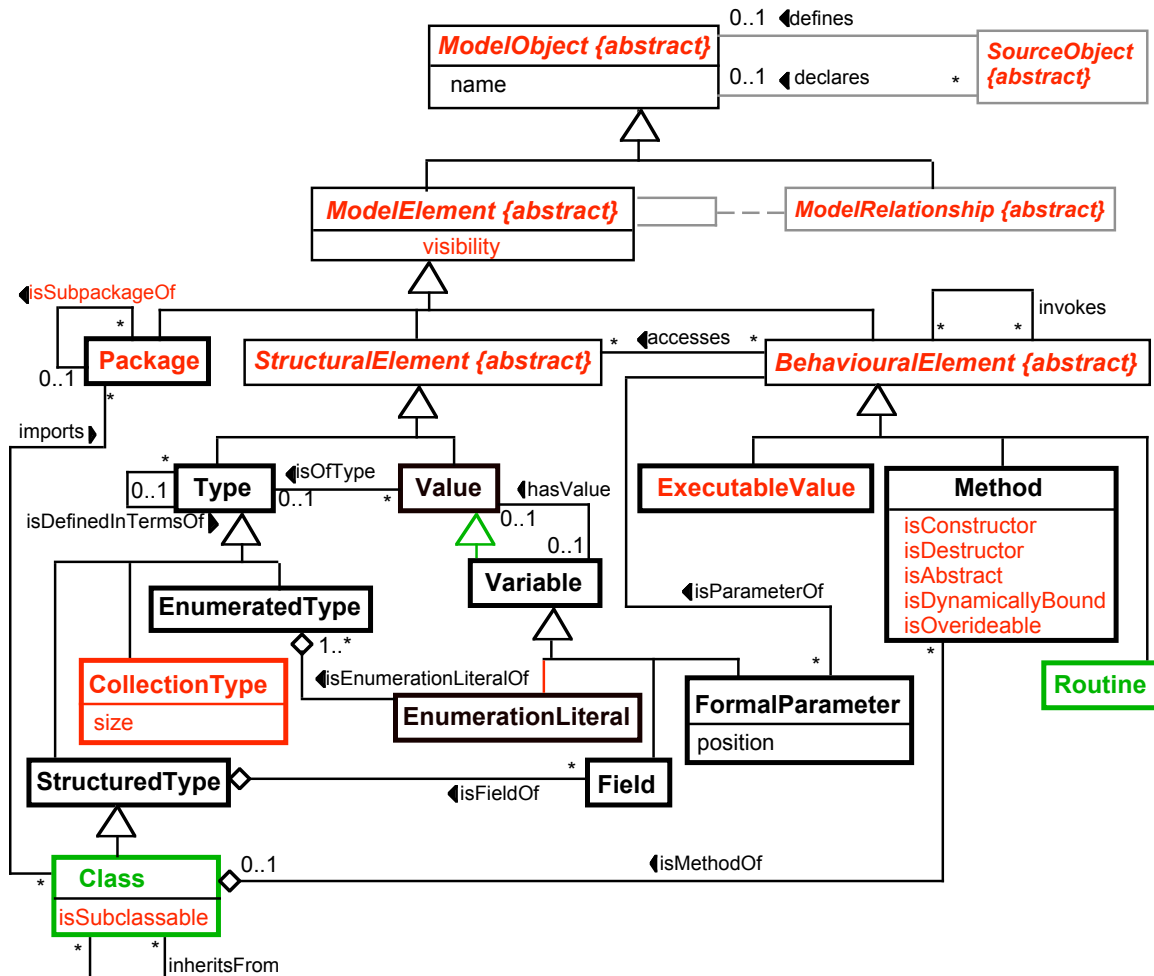 0..1
defines
ModelObject {abstract}
name
SourceObject
{abstract}
0..1
declares
*
ModelElement {abstract}
visibility
ModelRelationship {abstract}
isSubpackageOf
*
Package
0..1
*
imports
StructuralElement {abstract}
*
accesses
*
invokes
*
*
BehaviouralElement {abstract}
*
0..1
Type
isDefinedInTermsOf
isOfType
0..1
*
Value
hasValue
0..1
0..1
ExecutableValue
Method
isConstructor
isDestructor
isAbstract
isDynamicallyBound
isOverideable
*
Variable
EnumeratedType
1..*
isParameterOf
*
CollectionType
size
isEnumerationLiteralOf
EnumerationLiteral
FormalParameter
position
Routine
StructuredType
*
isFieldOf
Field
0..1
isMethodOf
*
Class
isSubclassable
*
*
inheritsFrom